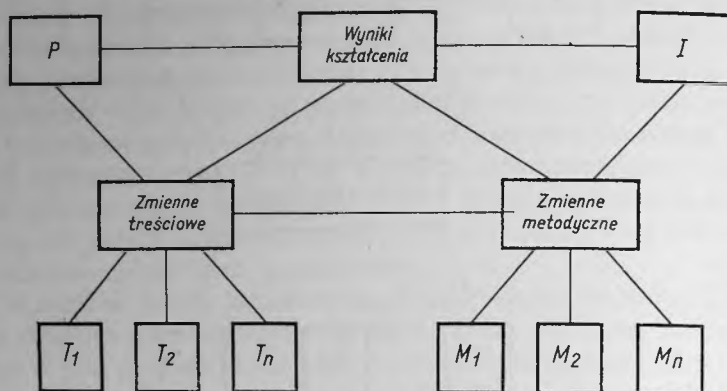 P
Wyniki
kształcenia
I
Zmienne
treściowe
Zmienne
metodyczne
T1
T2
Tn
M1
M2
Mn